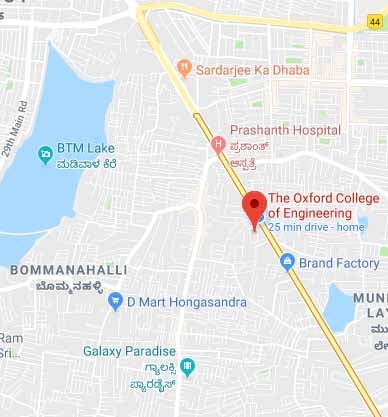 44
Sardarjee Ka Dhaba
29th Main Rd
Prashanth Hospital
ಪ್ರಶಾಂತ್
ಆಸ್ಪತ್ರೆ
BTM Lake
ಮಡಿವಾಳ ಕೆರೆ
The Oxford College
of Engineering
25 min drive - home
BOMMANAHALLI
ಬೊಮ್ಮನಹಳ್ಳಿ
Brand Factory
D Mart Hongasandra
MUNE
LAY
ಮು
ಲೇ
Ram
Sri...
Galaxy Paradise
ಗ್ಯಾಲಕ್ಸಿ
ಪ್ಯಾರಡೈಸ್